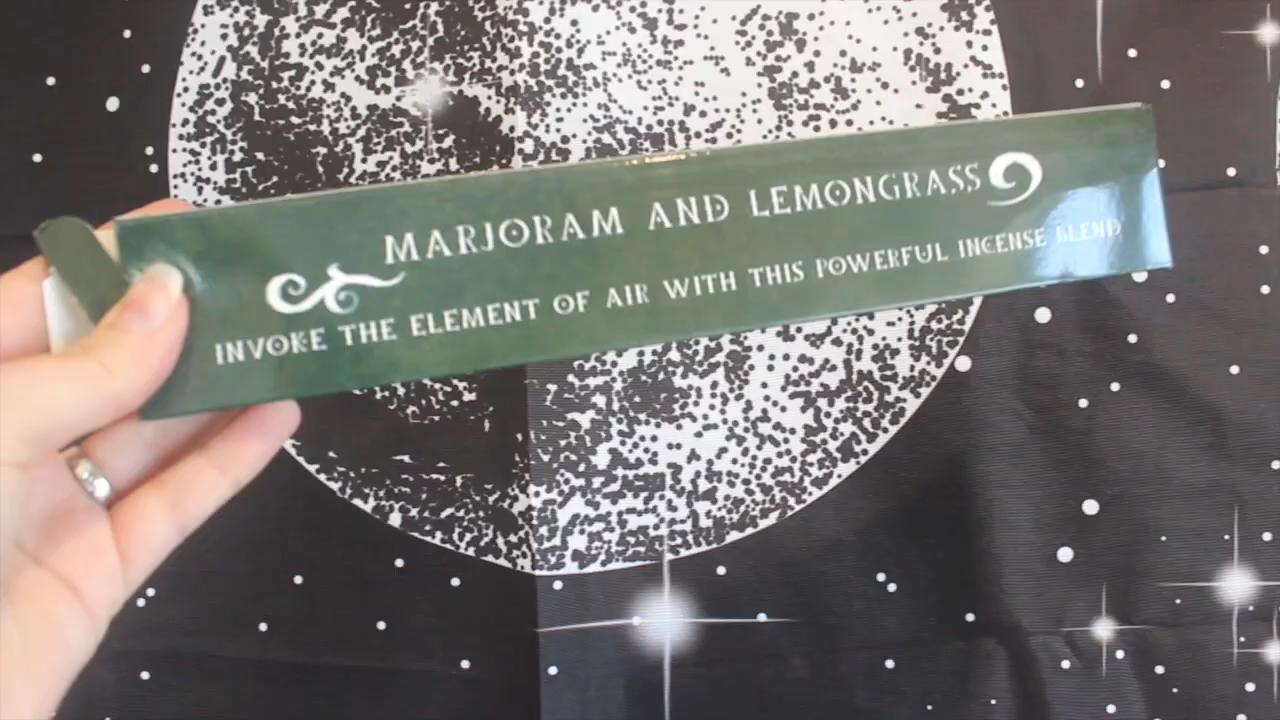 MARJORAM AND LEMONGRASS
INVOKE THE ELEMENT OF AIR WITH THIS POWERFUL INCENSE BLEND